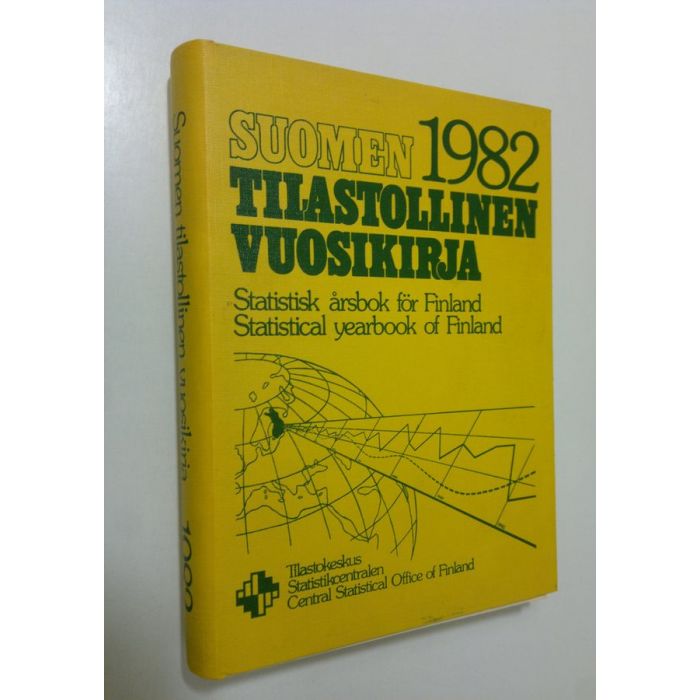 SUOMEN 1982
TILASTOLLINEN
VUOSIKIRJA
Statistisk årsbok för Finland
Statistical yearbook of Finland
Tilastokeskus
Statistikcentralen
Central Statistical Office of Finland
Suomen tilastollinen vuosikirja